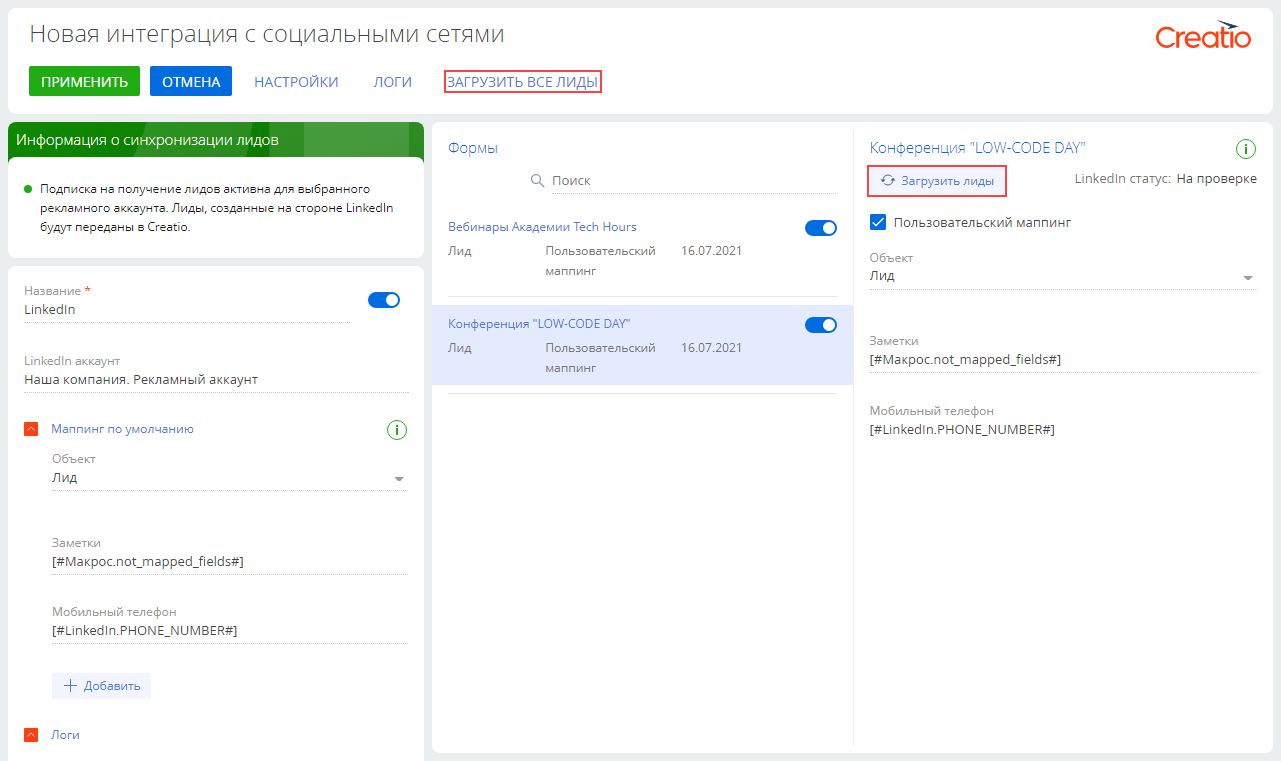 Новая интеграция с социальными сетями
Creatio
ПРИМЕНИТЬ ОТМЕНА НАСТРОЙКИ ЛОГИ ЗАГРУЗИТЬ ВСЕ ЛИДЫ
Информация о синхронизации лидов
Подписка на получение лидов активна для выбранного
рекламного аккаунта. Лиды, созданные на стороне LinkedIn
будут переданы в Creatio.
Название *
LinkedIn
LinkedIn аккаунт
Наша компания. Рекламный аккаунт
Маппинг по умолчанию
Объект
Лид
Заметки
[#Макрос.not_mapped_fields#]
Мобильный телефон
[#LinkedIn.PHONE_NUMBER#]
Добавить
Логи
Формы
Поиск
Вебинары Академии Tech Hours
Лид Пользовательский 16.07.2021
маппинг
Конференция "LOW-CODE DAY"
Лид Пользовательский 16.07.2021
маппинг
Конференция "LOW-CODE DAY"
Загрузить лиды LinkedIn статус: На проверке
Пользовательский маппинг
Объект
Лид
Заметки
[#Макрос.not_mapped_fields#]
Мобильный телефон
[#LinkedIn.PHONE_NUMBER#]